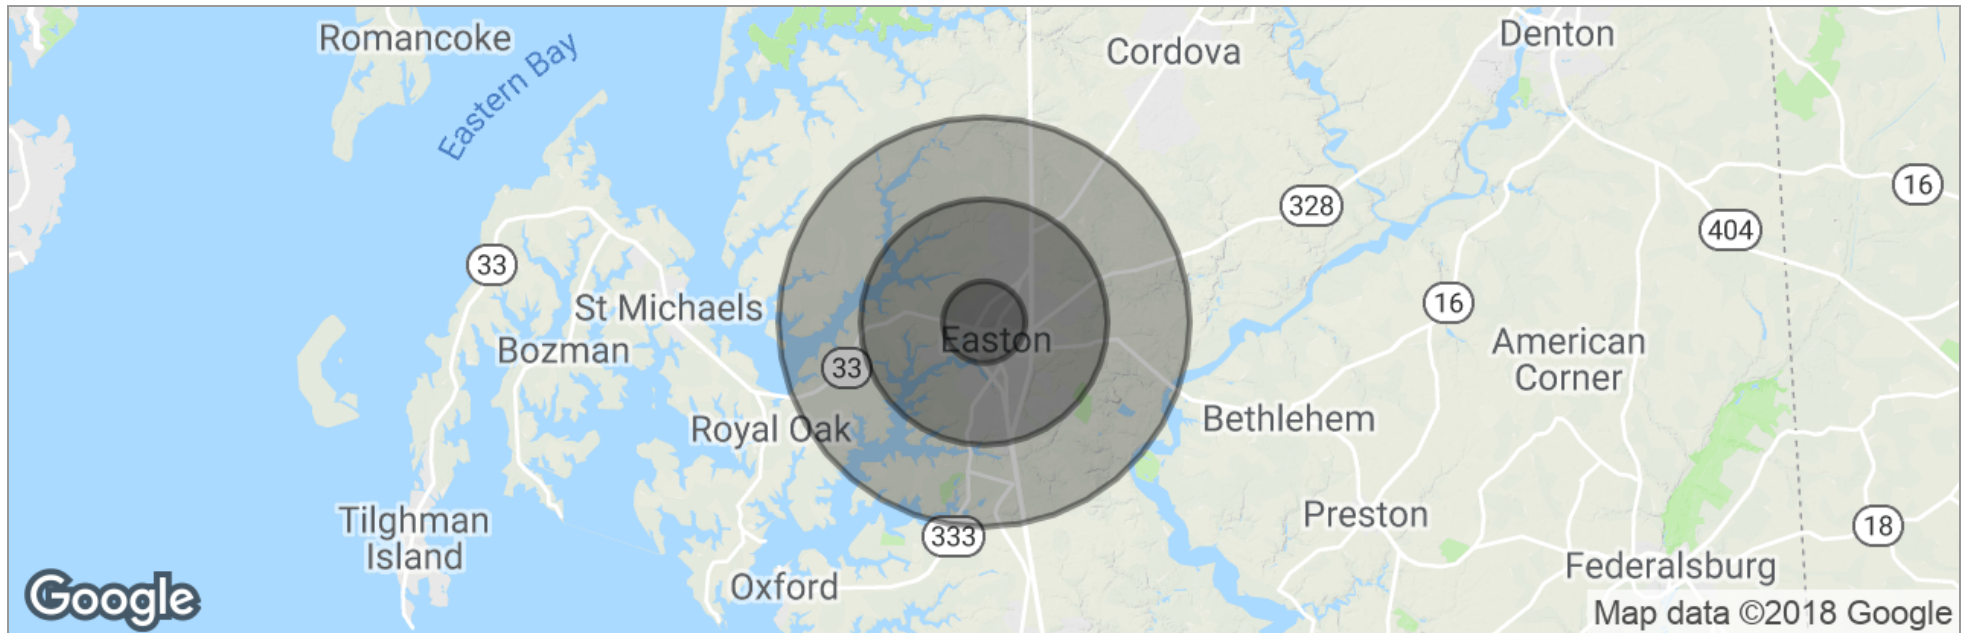 Romancoke
Eastern Bay
Cordova
Denton
16
328
404
33
St Michaels
16
Bozman
Easton
33
American
Corner
Royal Oak
Bethlehem
Tilghman
Island
333
Preston
18
Oxford
Federalsburg
Google
Map data ©2018 Google